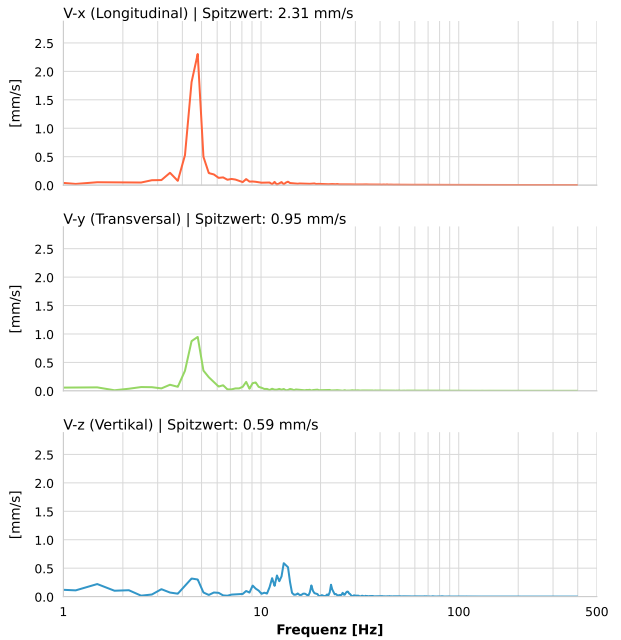 V-x (Longitudinal) | Spitzwert: 2.31 mm/s
2.5
2.0
1.5
1.0
0.5
0.0
[mm/s]
V-y (Transversal) | Spitzwert: 0.95 mm/s
2.5
2.0
1.5
1.0
0.5
0.0
[mm/s]
V-z (Vertikal) | Spitzwert: 0.59 mm/s
2.5
2.0
1.5
1.0
0.5
0.0
[mm/s]
1 10 100 500
Frequenz [Hz]